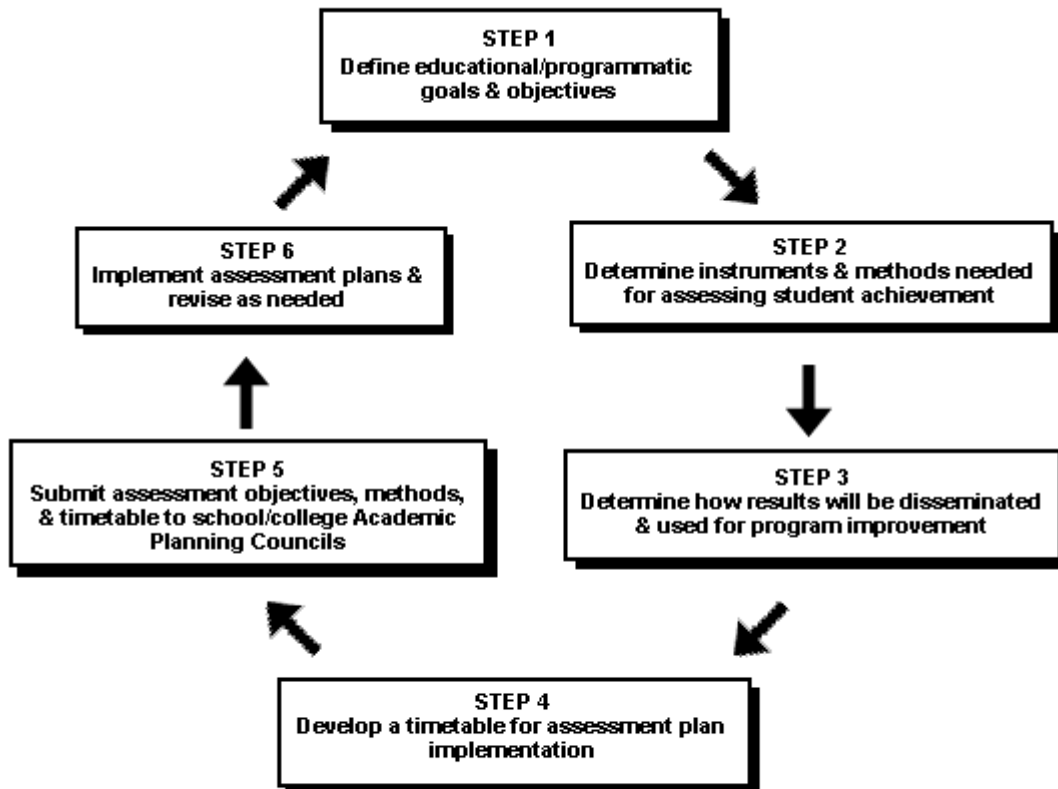 STEP 1
Define educational/programmatic
goals & objectives
STEP 2
Determine instruments & methods needed
for assessing student achievement
STEP 3
Determine how results will be disseminated
& used for program improvement
STEP 4
Develop a timetable for assessment plan
implementation
STEP 5
Submit assessment objectives, methods,
& timetable to school/college Academic
Planning Councils
STEP 6
Implement assessment plans &
revise as needed